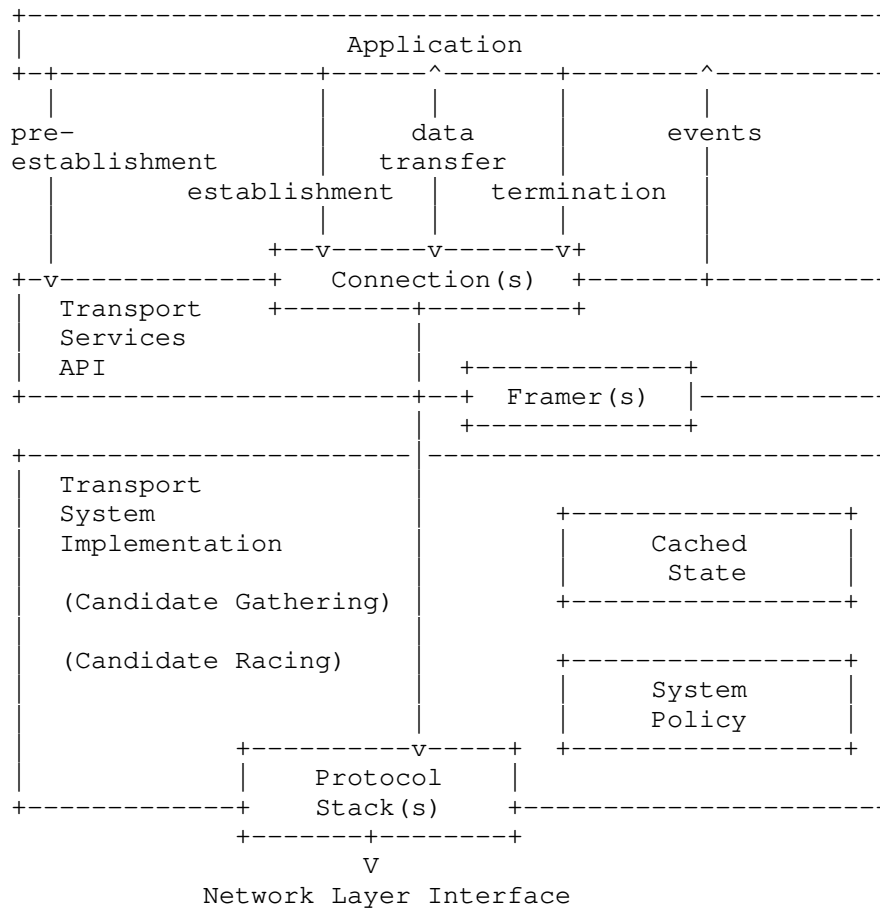 Application
pre-
data
events
establishment
transfer
establishment
termination
Connection(s)
Transport
Services
API
Framer(s)
Transport
System
Implementation
Cached
State
(Candidate Gathering)
(Candidate Racing)
System
Policy
Protocol
Stack(s)
Network Layer Interface